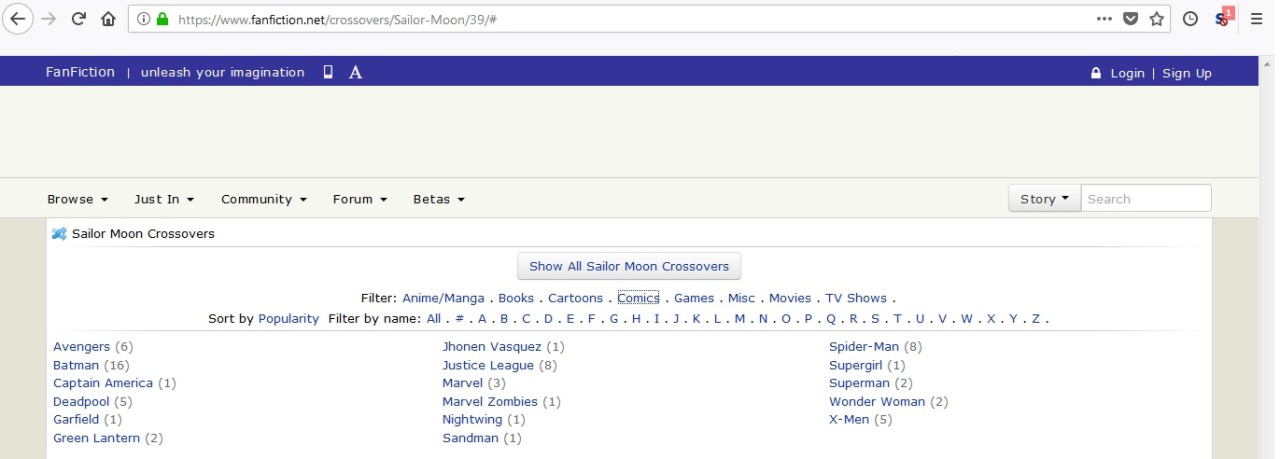 https://www.fanfiction.net/crossovers/Sailor-Moon/39/#
1
FanFiction | unleash your imagination A Login | Sign Up
Browse Just In Community Forum Betas Story Search
Sailor Moon Crossovers
Show All Sailor Moon Crossovers
Filter: Anime/Manga . Books . Cartoons . Comics . Games . Misc . Movies . TV Shows .
Sort by Popularity Filter by name: All . # . A . B . C . D . E . F . G . H . I . J . K . L . M . N . O . P . Q . R . S . T . U . V . W . X . Y . Z .
Avengers (6)
Batman (16)
Captain America (1)
Deadpool (5)
Garfield (1)
Green Lantern (2)
Jhonen Vasquez (1)
Justice League (8)
Marvel (3)
Marvel Zombies (1)
Nightwing (1)
Sandman (1)
Spider-Man (8)
Supergirl (1)
Superman (2)
Wonder Woman (2)
X-Men (5)